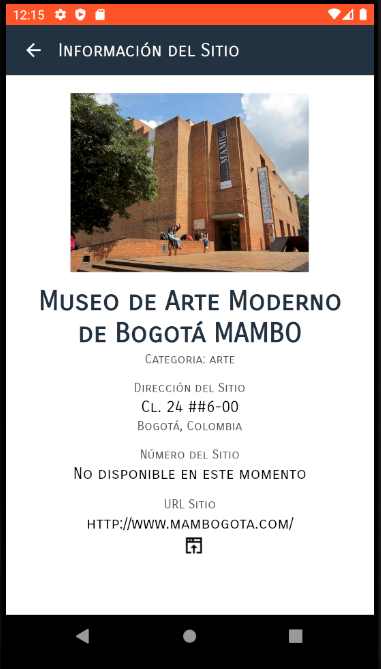 12:15
Información del Sitio
MAMBO
Museo de Arte Moderno
de Bogotá MAMBO
Categoria: arte
Dirección del Sitio
Cl. 24 ##6-00
Bogotá, Colombia
Número del Sitio
No disponible en este momento
URL Sitio
http://www.mambogota.com/